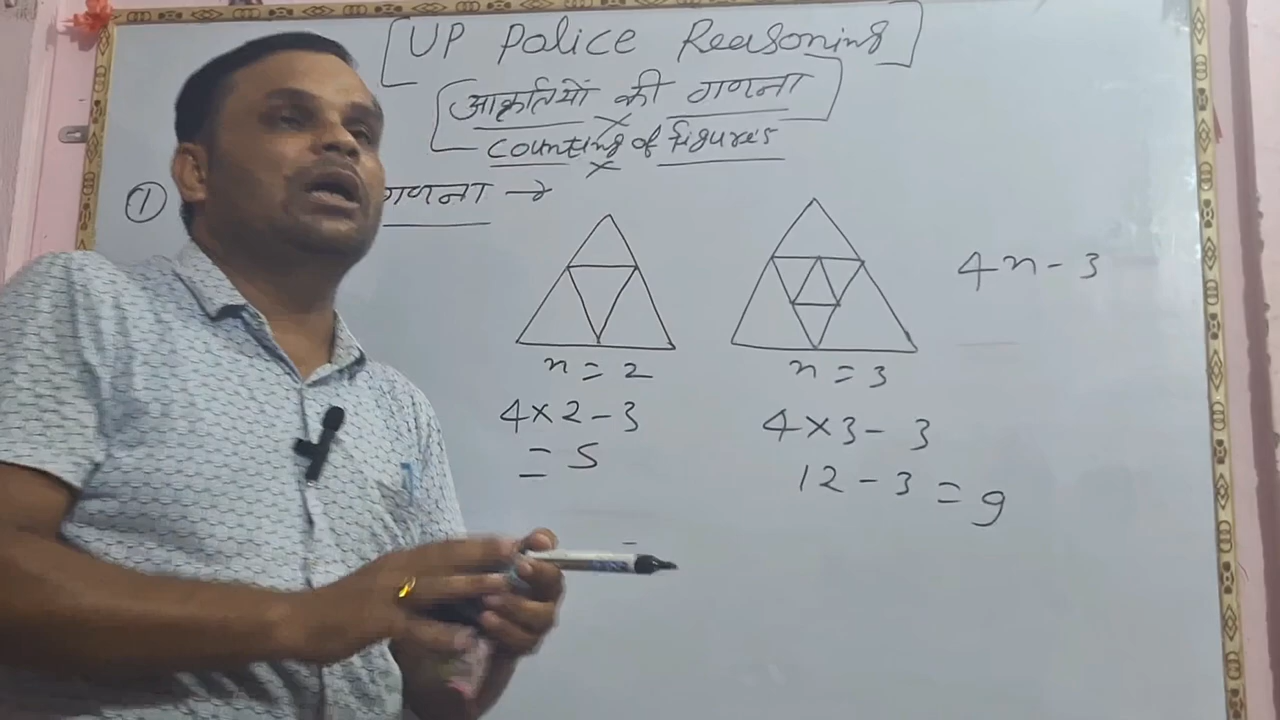 UP Police Reasoning
आकृतियों की गणना
Counting of figures
① गणना →
n = 2
n = 3
4n - 3
4 × 2 - 3
= 5
4 × 3 - 3
12 - 3 = 9